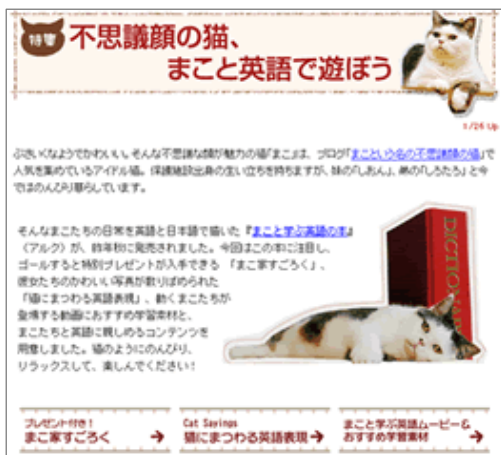 特集
不思議顔の猫、
まこと英語で遊ぼう
1/26 Up
ぶさいくなようでかわいい。そんな不思議な顔が魅力の猫「まこ」は、ブログ「まこという名の不思議顔の猫」で
人気を集めているアイドル猫。保護施設出身の生い立ちを持ちますが、妹の「しおん」、弟の「しろたろ」と今
ではのんびり暮らしています。
そんなまこたちの日常を英語と日本語で描いた『まこと学ぶ英語の本』
（アルク）が、昨年秋に発売されました。今回はこの本に注目し、
ゴールすると特別プレゼントが入手できる 「まこ家すごろく」、
彼女たちのかわいい写真が散りばめられた
「猫にまつわる英語表現」、動くまこたちが
登場する動画におすすめ学習素材と、
まこたちと英語に親しめるコンテンツを
用意しました。猫のようにのんびり、
リラックスして、楽しんでください！
DICTIONARY
プレゼント付き！
まこ家すごろく
Cat Sayings
猫にまつわる英語表現
まこと学ぶ英語ムービー&
おすすめ学習素材